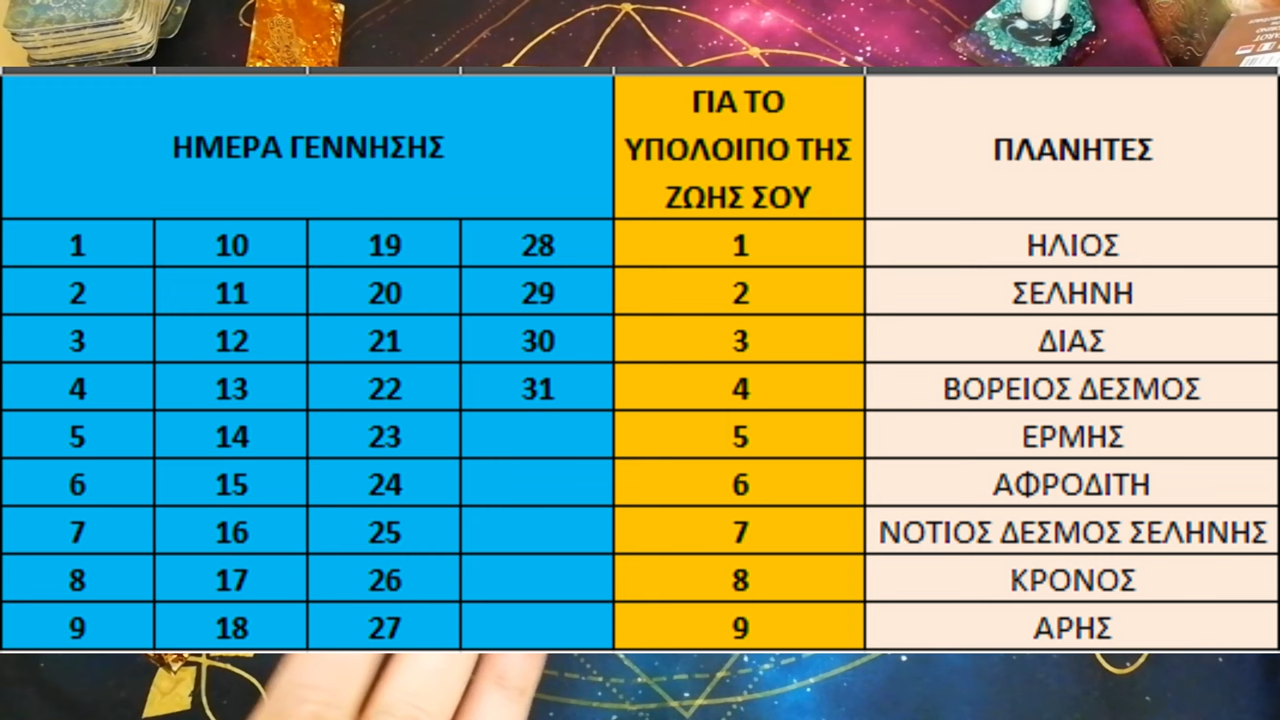 ΗΜΕΡΑ ΓΕΝΝΗΣΗΣ
ΓΙΑ ΤΟ
ΥΠΟΛΟΙΠΟ ΤΗΣ
ΖΩΗΣ ΣΟΥ
ΠΛΑΝΗΤΕΣ
1 10 19 28 1 ΗΛΙΟΣ
2 11 20 29 2 ΣΕΛΗΝΗ
3 12 21 30 3 ΔΙΑΣ
4 13 22 31 4 ΒΟΡΕΙΟΣ ΔΕΣΜΟΣ
5 14 23 5 ΕΡΜΗΣ
6 15 24 6 ΑΦΡΟΔΙΤΗ
7 16 25 7 ΝΟΤΙΟΣ ΔΕΣΜΟΣ ΣΕΛΗΝΗΣ
8 17 26 8 ΚΡΟΝΟΣ
9 18 27 9 ΑΡΗΣ